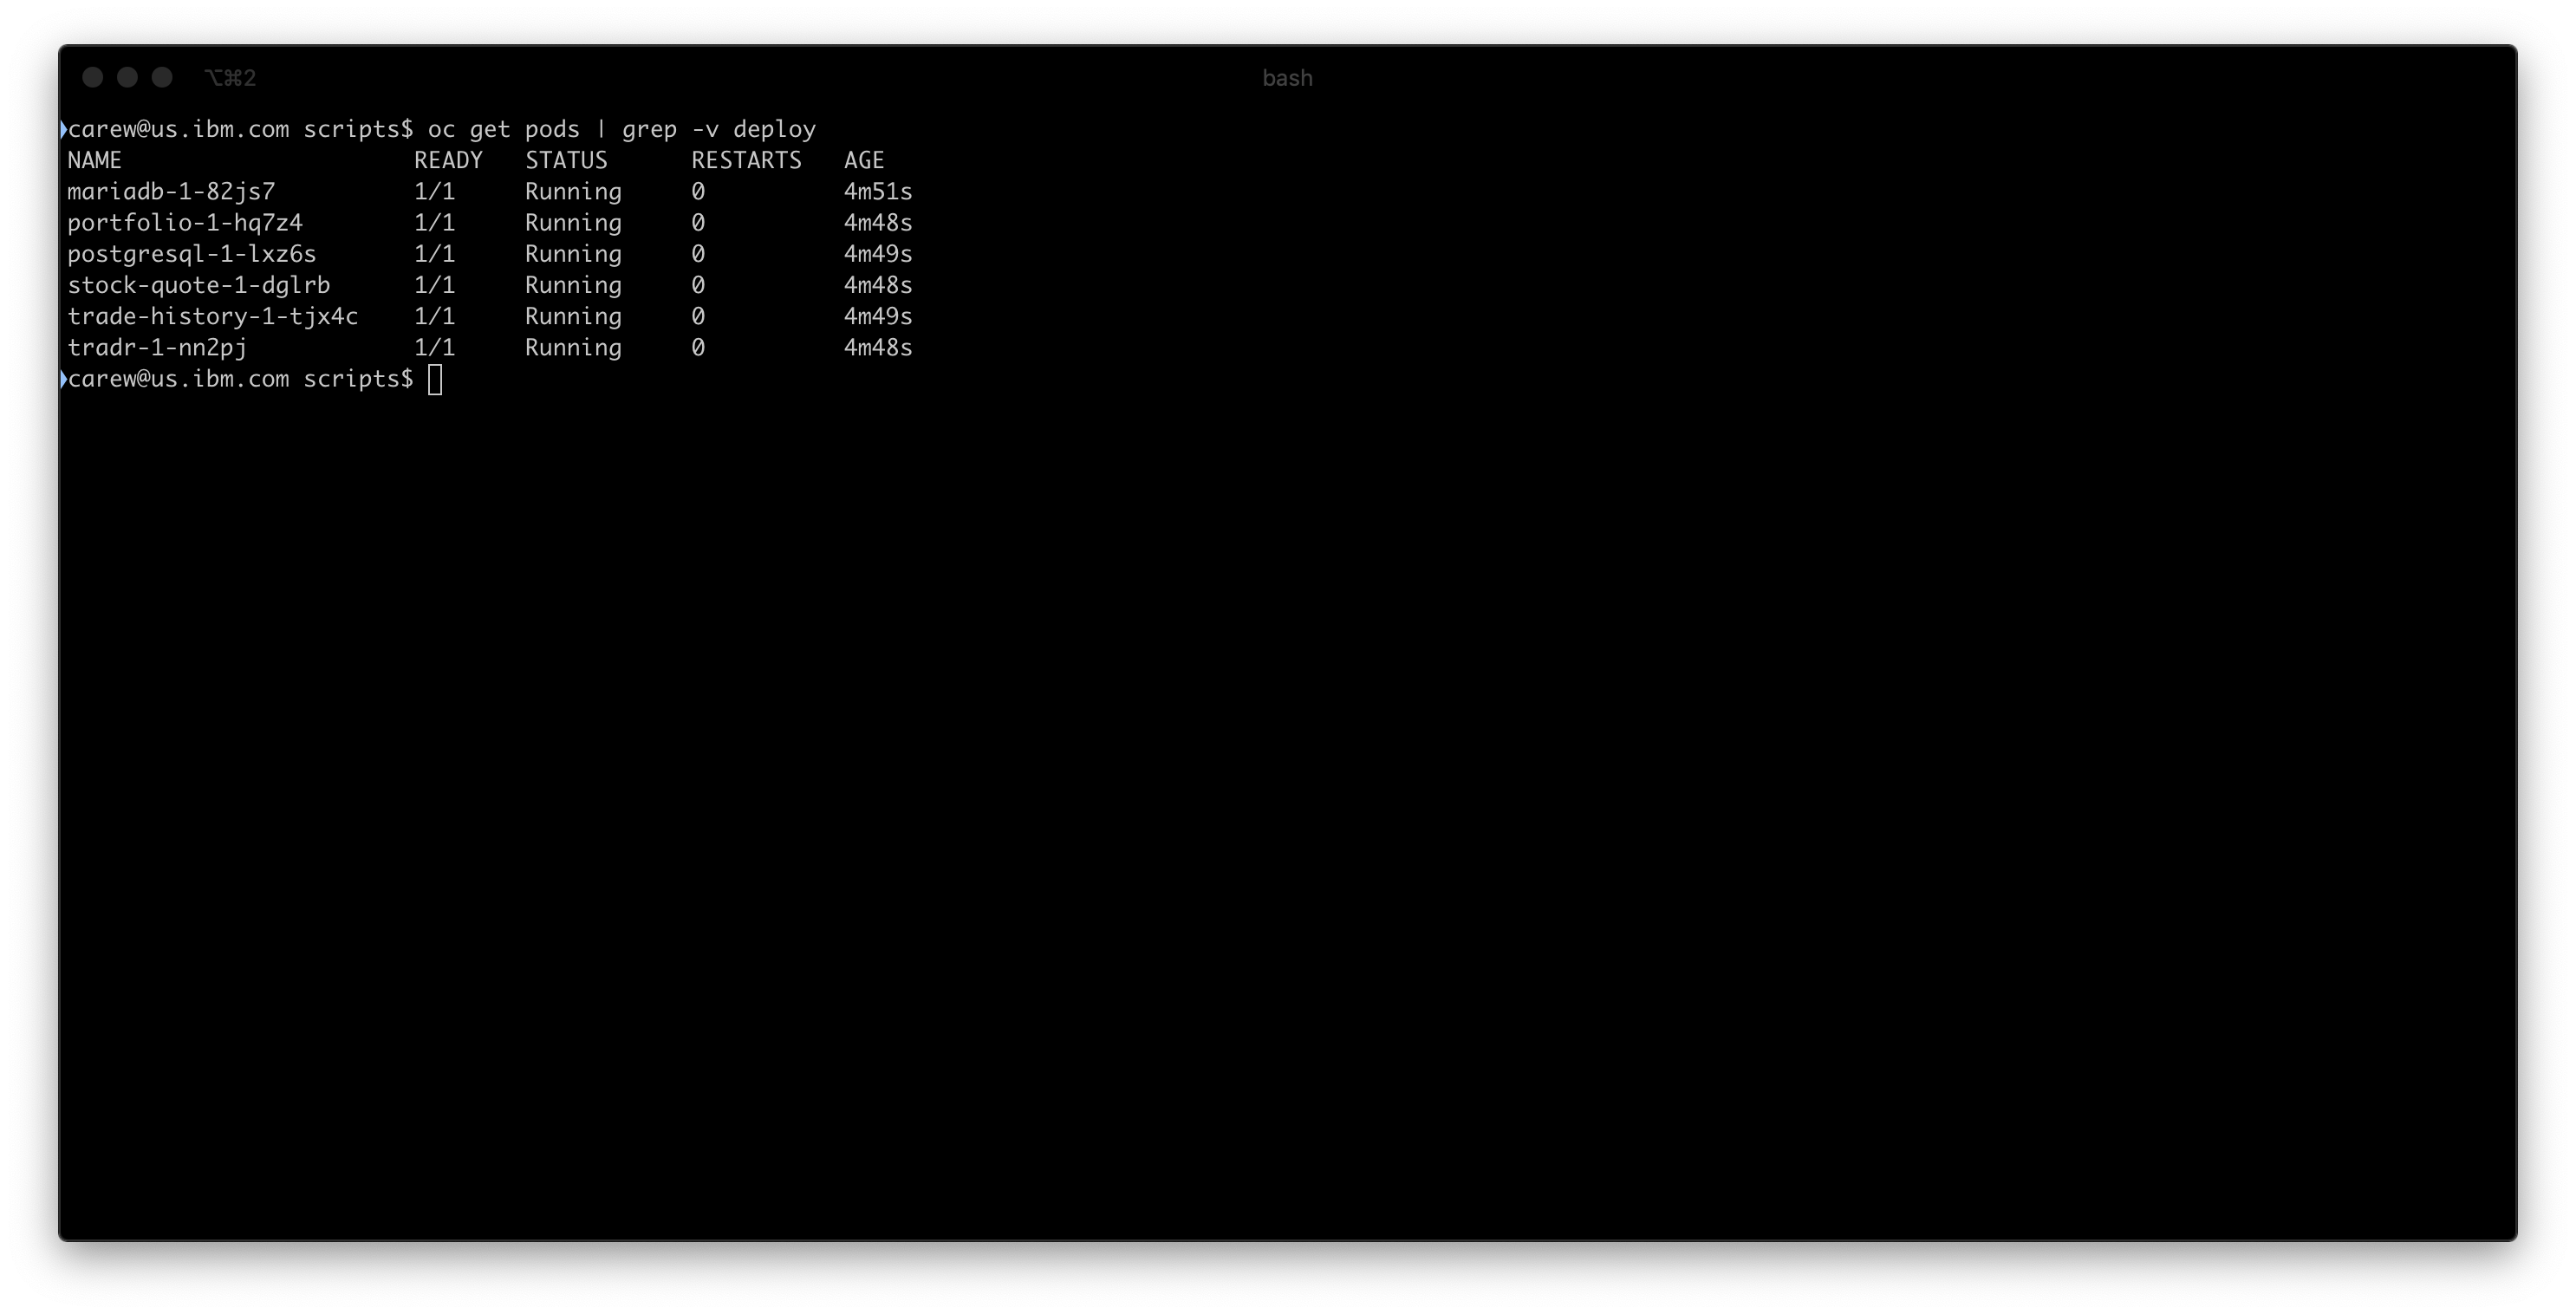 ⌥⌘2 bash
carew@us.ibm.com scripts$ oc get pods | grep -v deploy
NAME READY STATUS RESTARTS AGE
mariadb-1-82js7 1/1 Running 0 4m51s
portfolio-1-hq7z4 1/1 Running 0 4m48s
postgresql-1-lxz6s 1/1 Running 0 4m49s
stock-quote-1-dglrb 1/1 Running 0 4m48s
trade-history-1-tjx4c 1/1 Running 0 4m49s
tradr-1-nn2pj 1/1 Running 0 4m48s
carew@us.ibm.com scripts$